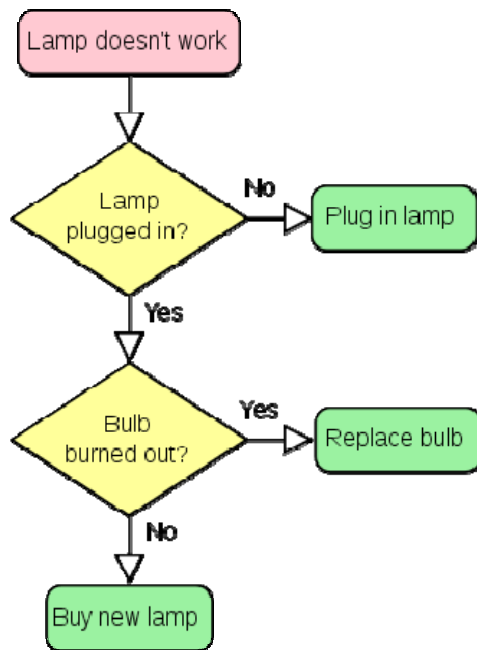 Lamp doesn't work
Lamp
plugged in?
No
Plug in lamp
Yes
Bulb
burned out?
Yes
Replace bulb
No
Buy new lamp